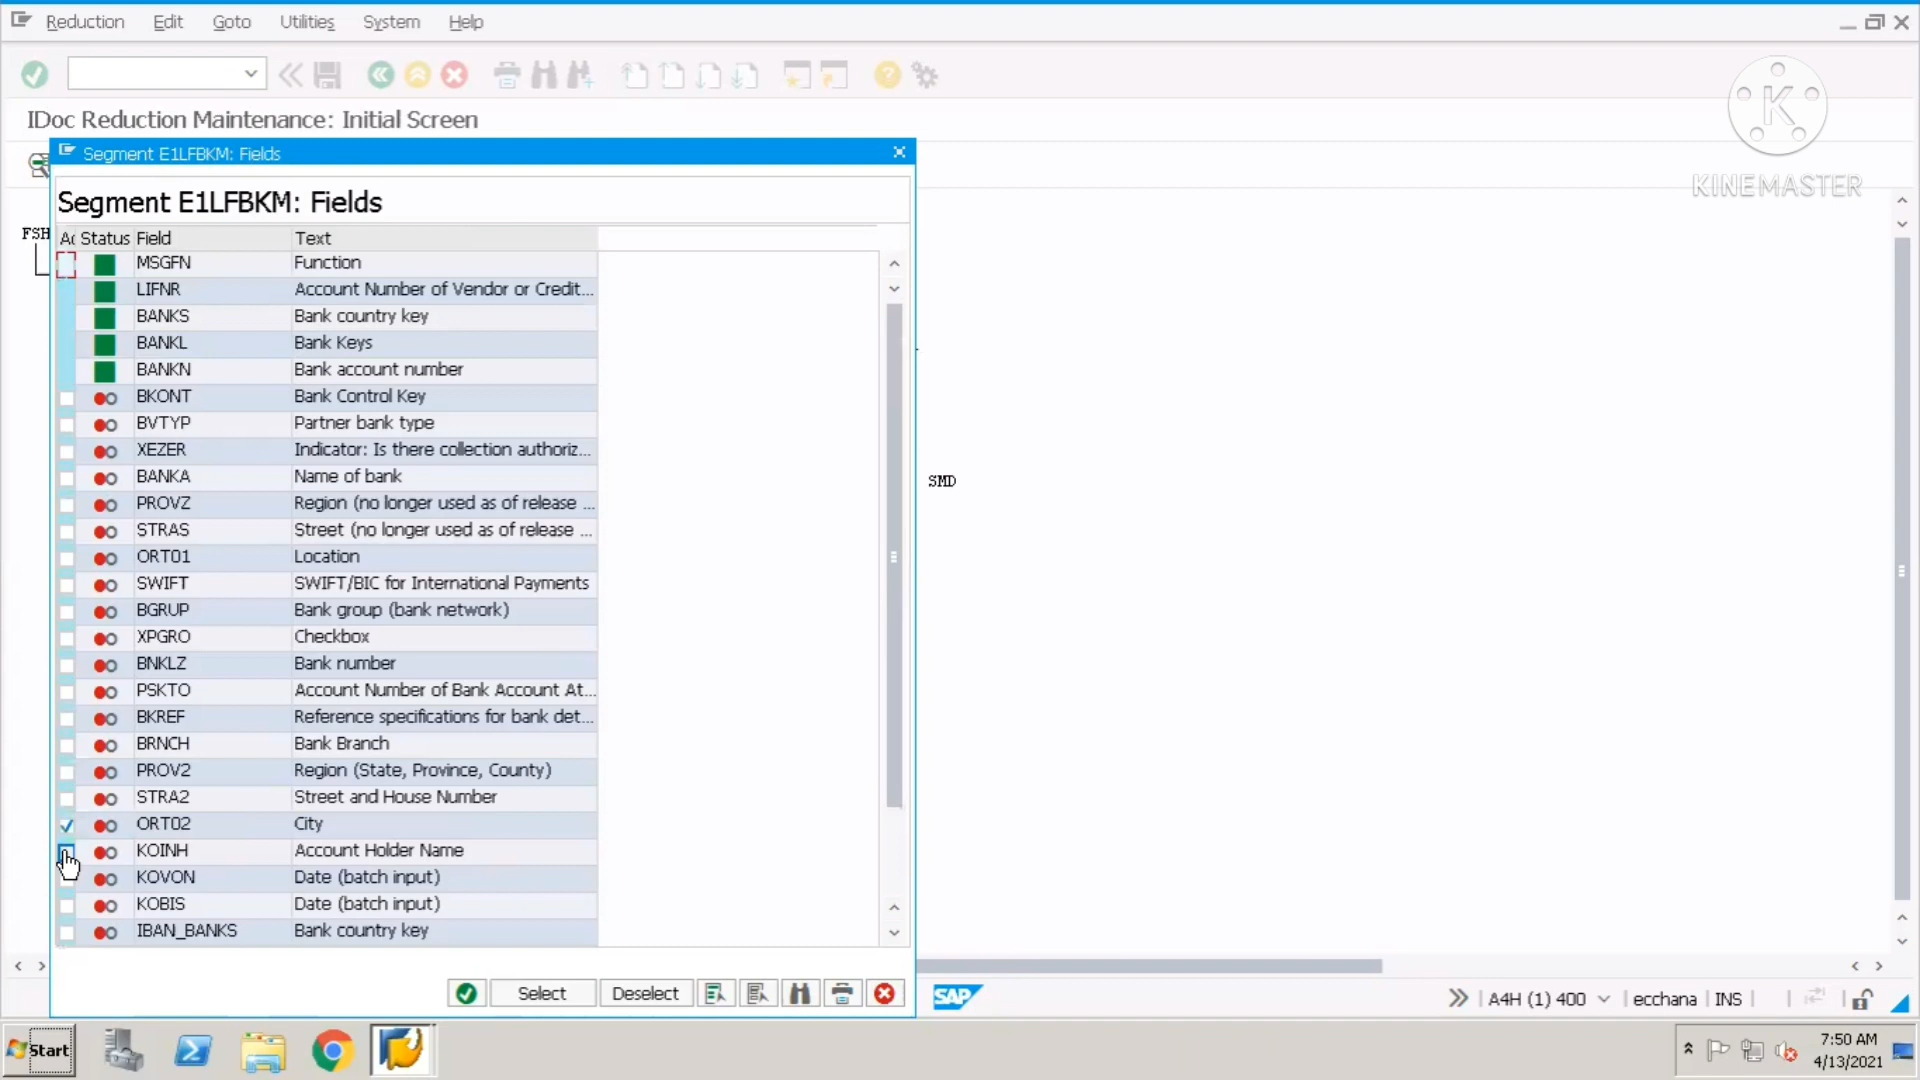 Reduction Edit Goto Utilities System Help
IDoc Reduction Maintenance: Initial Screen
K
KINEMASTER
Segment E1LFBKM: Fields
Segment E1LFBKM: Fields
FSH
Ac Status Field Text
MSGFN Function
LIFNR Account Number of Vendor or Credit...
BANKS Bank country key
BANKL Bank Keys
BANKN Bank account number
BKONT Bank Control Key
BVTYP Partner bank type
XEZER Indicator: Is there collection authoriz...
BANKA Name of bank
SMD
PROVZ Region (no longer used as of release ...
STRAS Street (no longer used as of release ...
ORT01 Location
SWIFT SWIFT/BIC for International Payments
BGRUP Bank group (bank network)
XPGRO Checkbox
BNKLZ Bank number
PSKTO Account Number of Bank Account At...
BKREF Reference specifications for bank det...
BRNCH Bank Branch
PROV2 Region (State, Province, County)
STRA2 Street and House Number
ORT02 City
KOINH Account Holder Name
KOVON Date (batch input)
KOBIS Date (batch input)
IBAN_BANKS Bank country key
Select Deselect
SAP A4H (1) 400 ecchana INS
Start
7:50 AM
4/13/2021